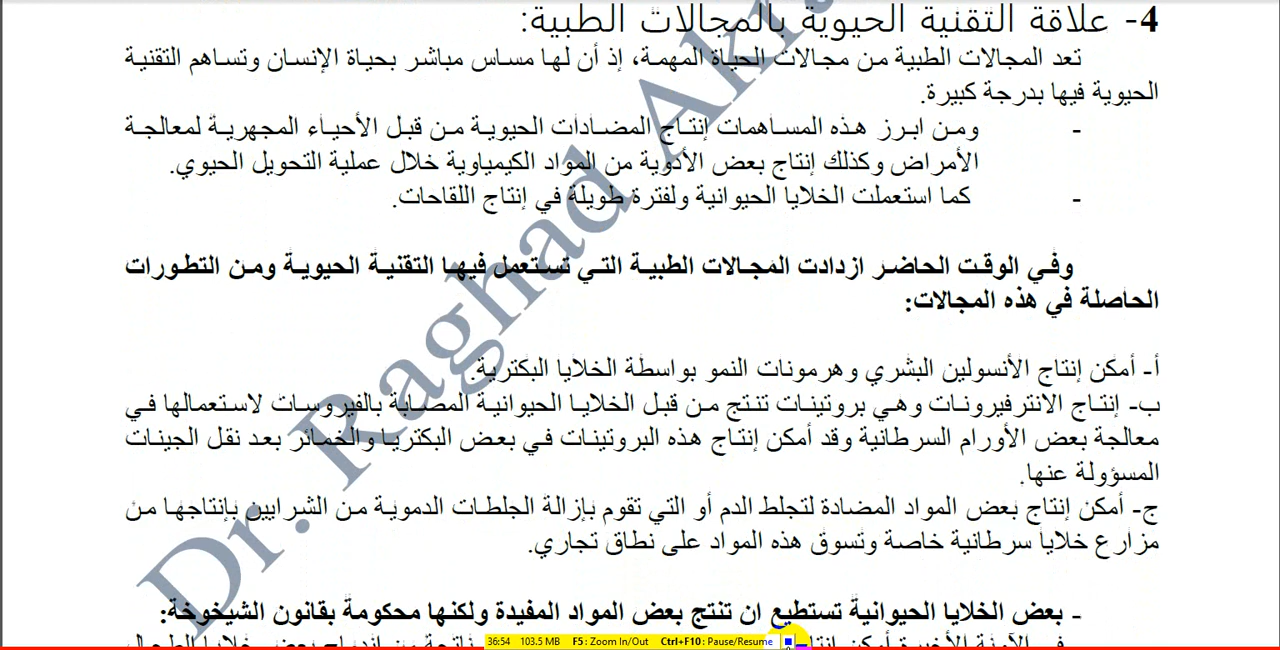 4- علاقة التقنية الحيوية بالمجالات الطبية:
تعد المجالات الطبية من مجالات الحياة المهمة، إذ أن لها مساس مباشر بحياة الإنسان وتساهم التقنية
الحيوية فيها بدرجة كبيرة.
- ومن ابرز هذه المساهمات إنتاج المضادات الحيوية من قبل الأحياء المجهرية لمعالجة
الأمراض وكذلك إنتاج بعض الأدوية من المواد الكيمياوية خلال عملية التحويل الحيوي.
- كما استعملت الخلايا الحيوانية ولفترة طويلة في إنتاج اللقاحات.
وفي الوقت الحاضر ازدادت المجالات الطبية التي تستعمل فيها التقنية الحيوية ومن التطورات
الحاصلة في هذه المجالات:
أ- أمكن إنتاج الأنسولين البشري وهرمونات النمو بواسطة الخلايا البكترية.
ب- إنتاج الانترفيرونات وهي بروتينات تنتج من قبل الخلايا الحيوانية المصابة بالفيروسات لاستعمالها في
معالجة بعض الأورام السرطانية وقد أمكن إنتاج هذه البروتينات في بعض البكتريا والخمائر بعد نقل الجينات
المسؤولة عنها.
ج- أمكن إنتاج بعض المواد المضادة لتجلط الدم أو التي تقوم بإزالة الجلطات الدموية من الشرايين بإنتاجها من
مزارع خلايا سرطانية خاصة وتسوق هذه المواد على نطاق تجاري.
- بعض الخلايا الحيوانية تستطيع ان تنتج بعض المواد المفيدة ولكنها محكومة بقانون الشيخوخة:
Dr. Raghad Akra
36:54 103.5 MB F5: Zoom In/Out Ctrl+F10: Pause/Resume